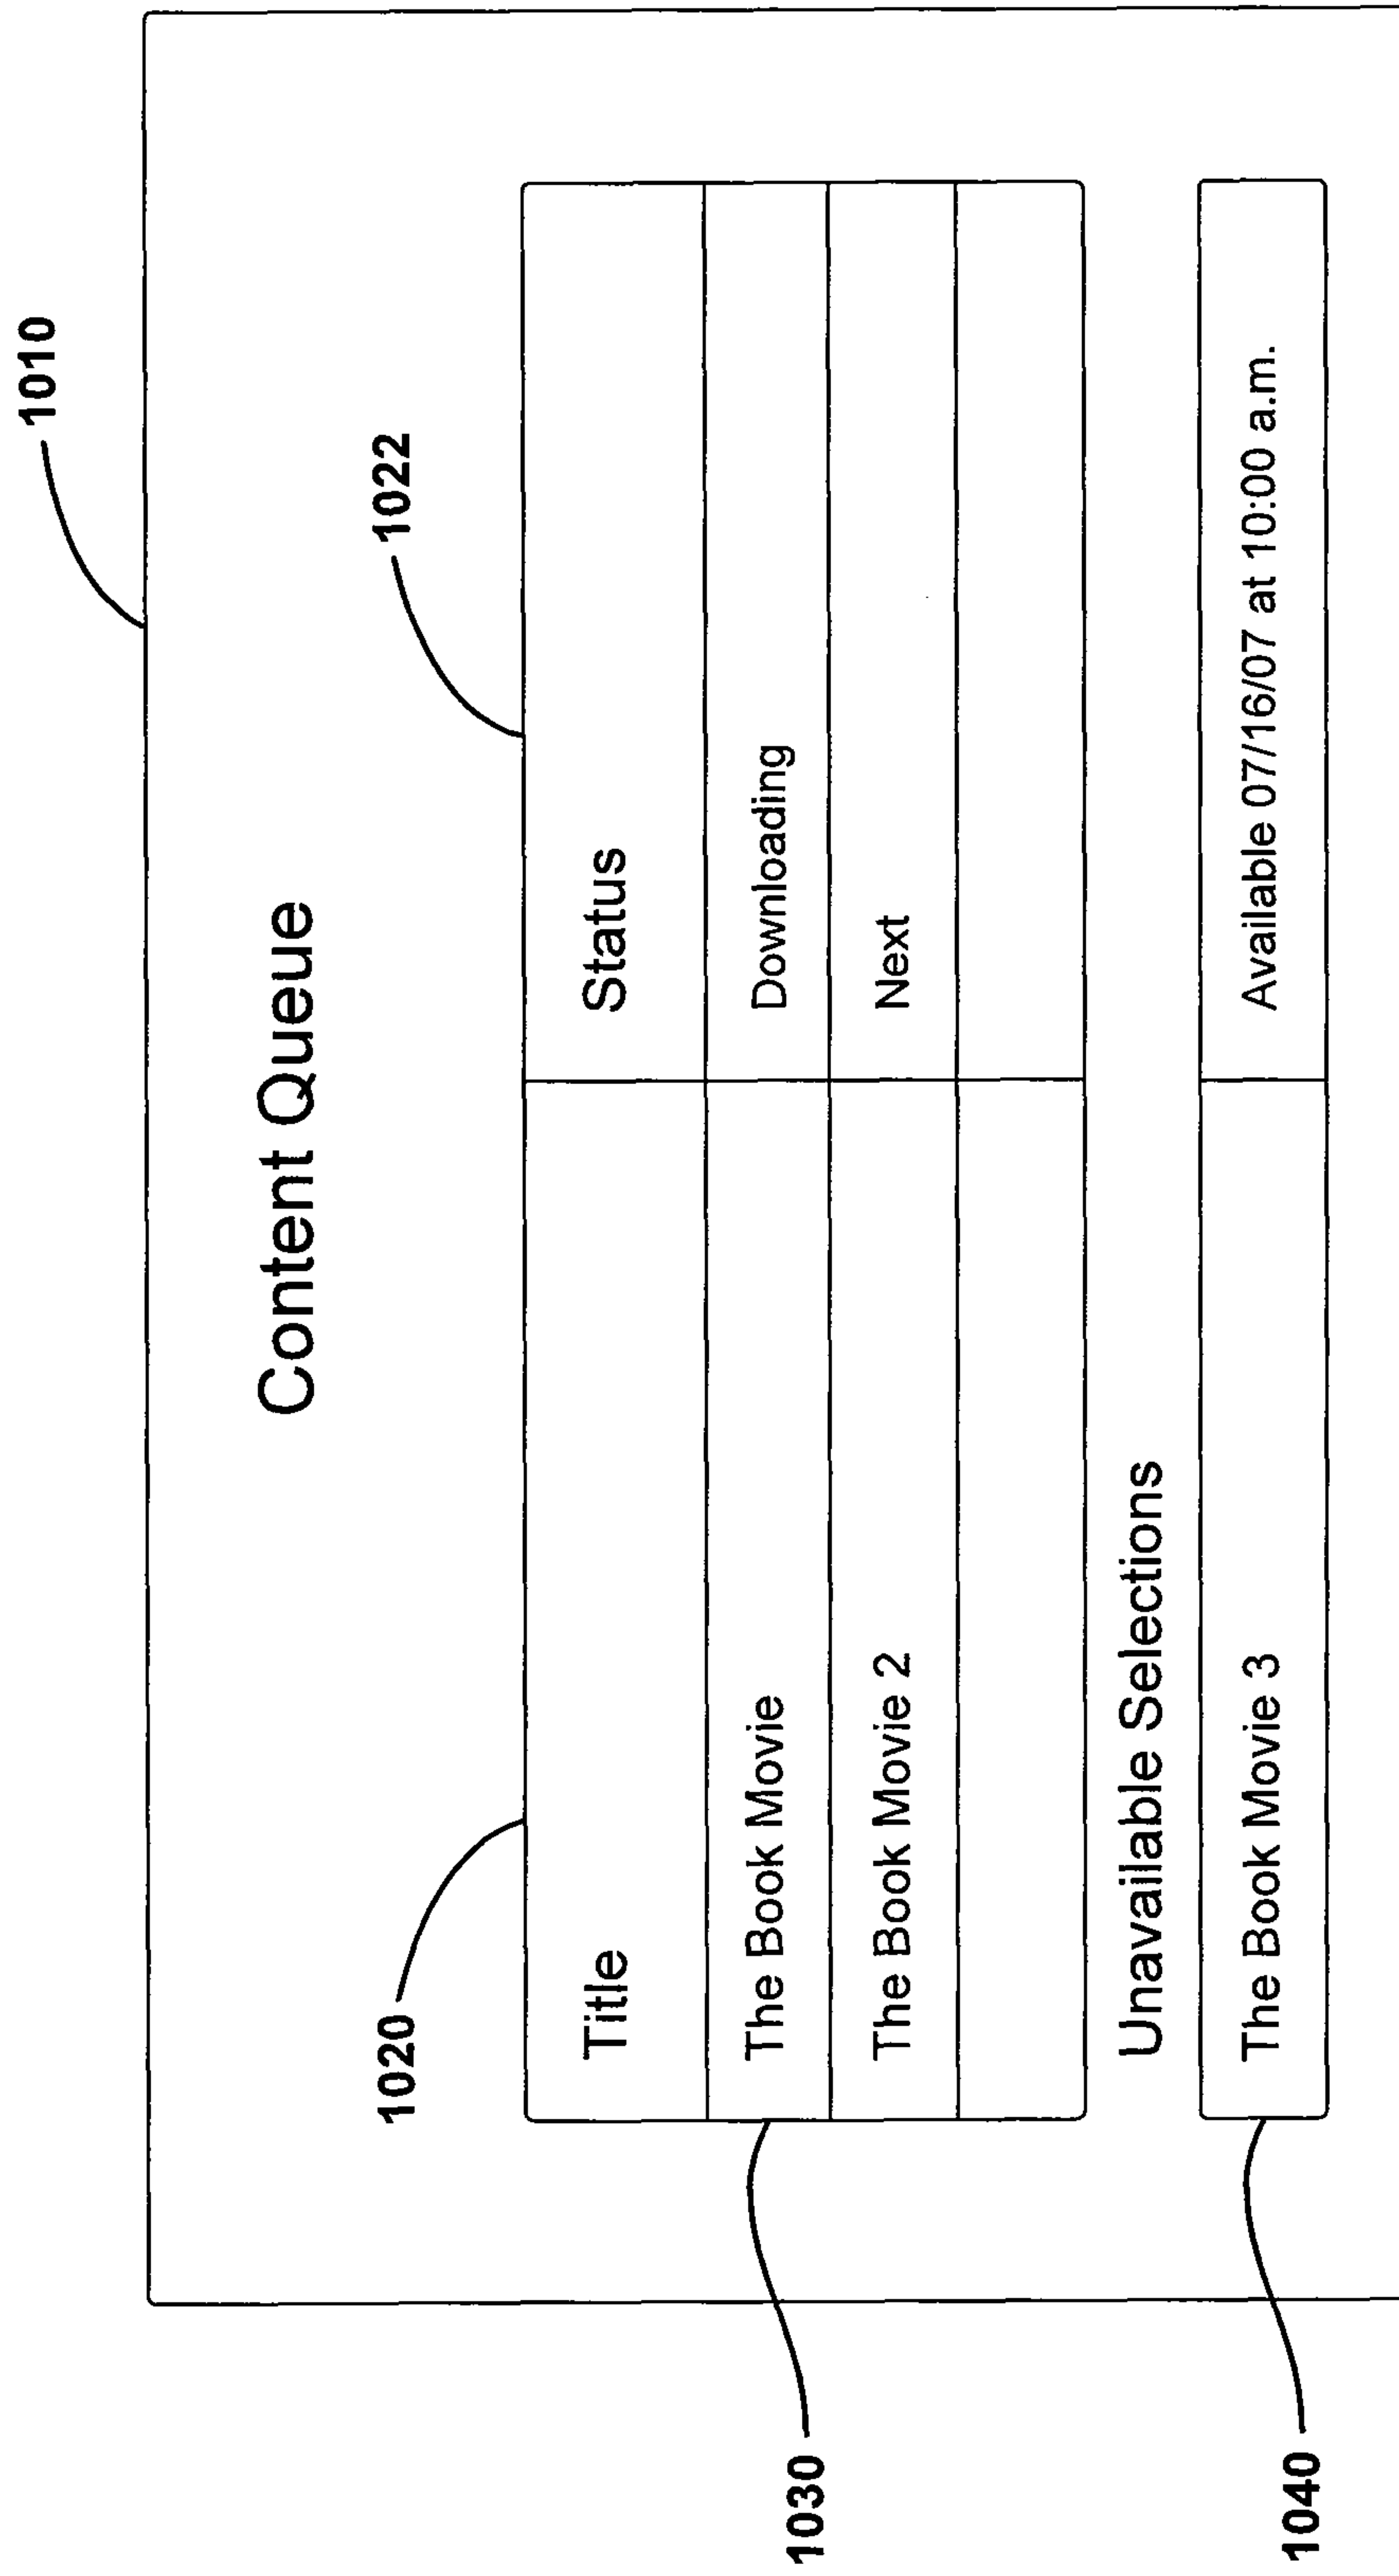 1010
Content Queue
1020
1022
Title Status
1030
The Book Movie Downloading
The Book Movie 2 Next
Unavailable Selections
The Book Movie 3 Available 07/16/07 at 10:00 a.m.
1040